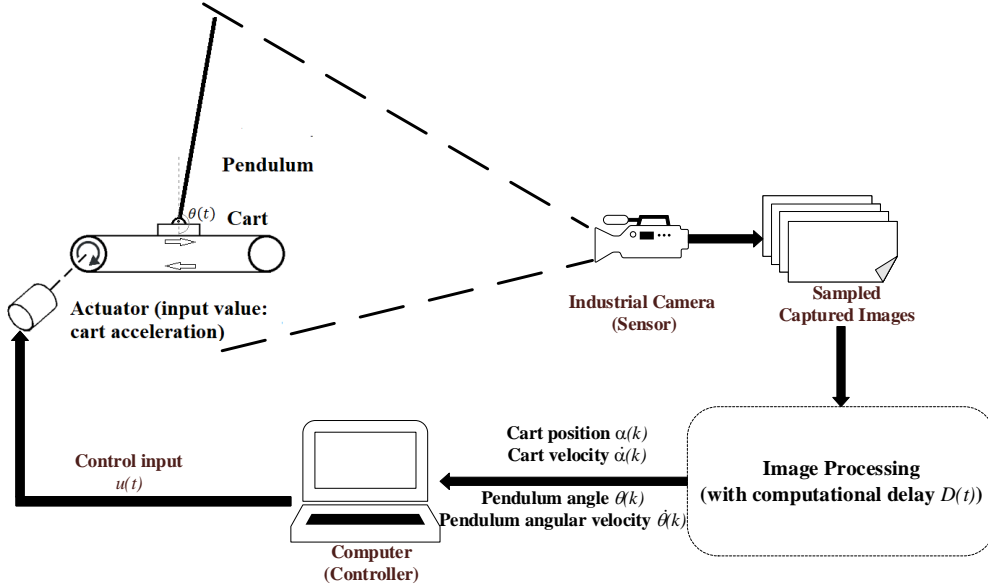 Pendulum
θ(t)
Cart
Actuator (input value:
cart acceleration)
Industrial Camera
(Sensor)
Sampled
Captured Images
Image Processing
(with computational delay D(t))
Cart position α(k)
Cart velocity α̇(k)
Pendulum angle θ(k)
Pendulum angular velocity θ̇(k)
Control input
u(t)
Computer
(Controller)